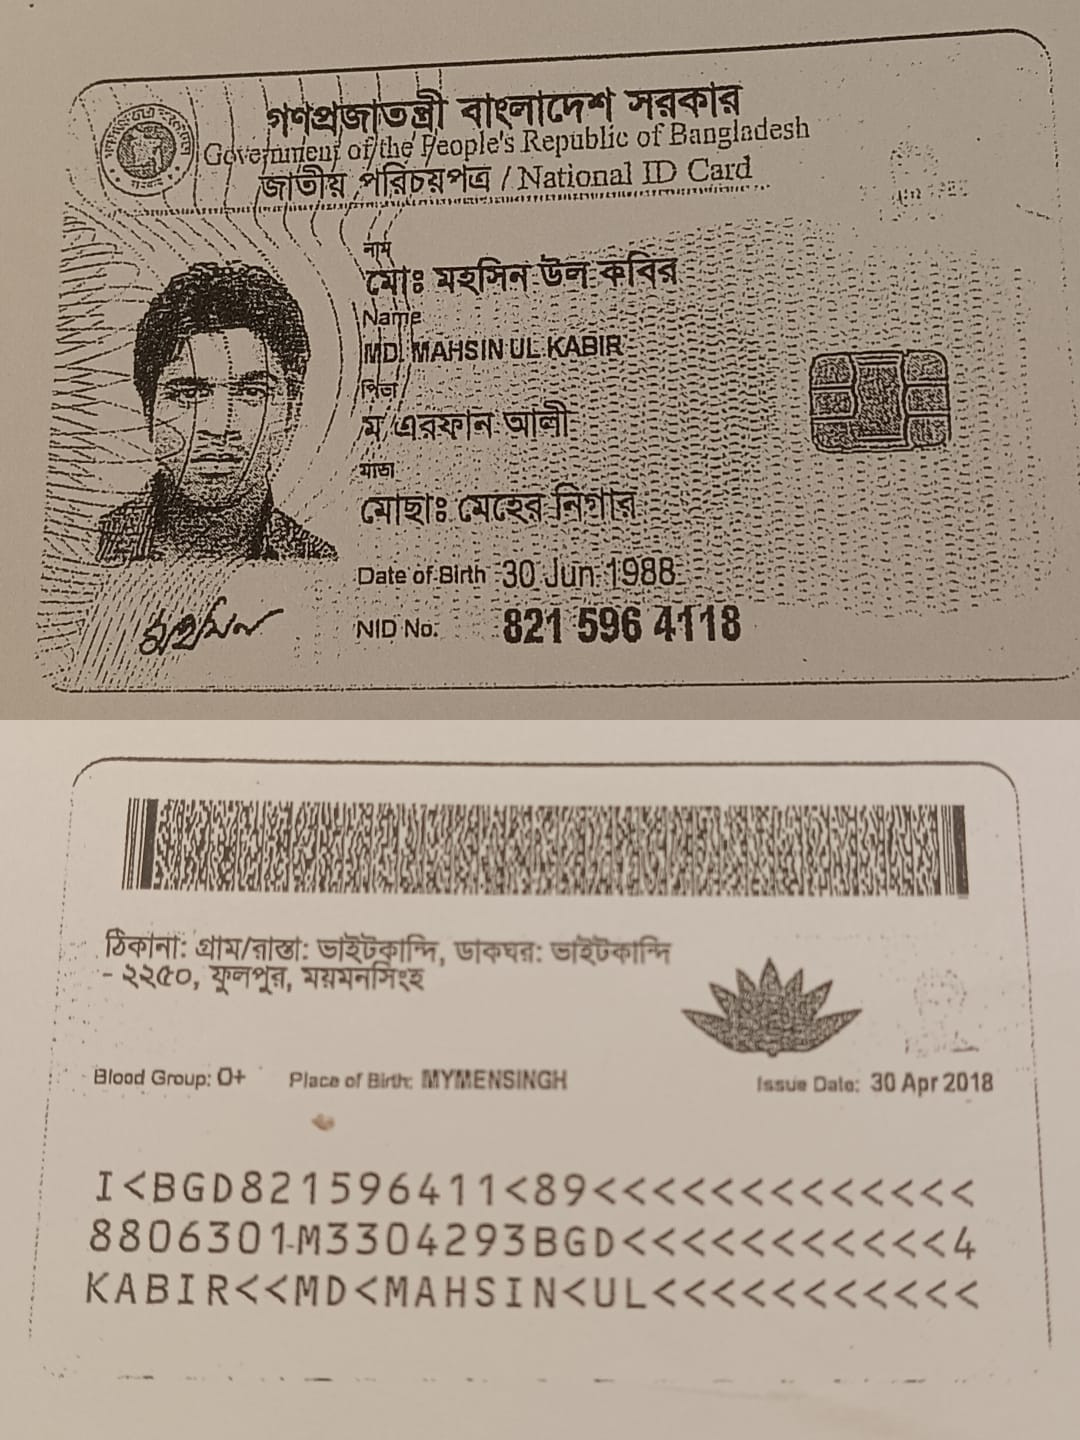 গণপ্রজাতন্ত্রী বাংলাদেশ সরকার
Government of the People's Republic of Bangladesh
জাতীয় পরিচয়পত্র / National ID Card
নাম
মোঃ মহসিন উল কবির
Name
MD. MAHSIN UL KABIR
পিতা
ম এরফান আলী
মাতা
মোছাঃ মেহের নিগার
Date of Birth 30 Jun 1988
NID No. 821 596 4118
মহসিন
ঠিকানা: গ্রাম/রাস্তা: ভাইটকান্দি, ডাকঘর: ভাইটকান্দি
- ২২৫০, ফুলপুর, ময়মনসিংহ
Blood Group: O+ Place of Birth: MYMENSINGH Issue Date: 30 Apr 2018
I<BGD821596411<89<<<<<<<<<<<<<
8806301M3304293BGD<<<<<<<<<<<4
KABIR<<MD<MAHSIN<UL<<<<<<<<<<<